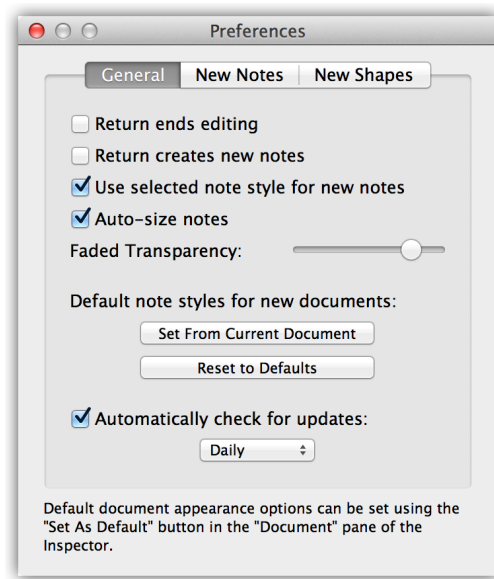 Preferences
General New Notes New Shapes
Return ends editing
Return creates new notes
Use selected note style for new notes
Auto-size notes
Faded Transparency:
Default note styles for new documents:
Set From Current Document
Reset to Defaults
Automatically check for updates:
Daily
Default document appearance options can be set using the
"Set As Default" button in the "Document" pane of the
Inspector.